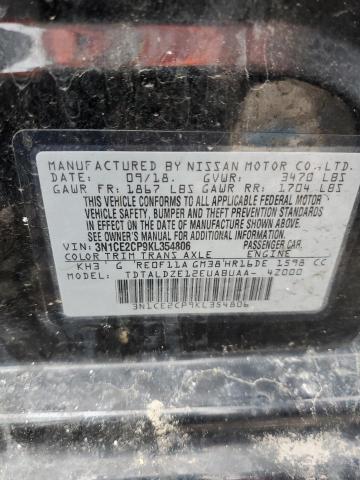 MANUFACTURED BY NISSAN MOTOR CO., LTD.
DATE: 09/18. GVWR: 3470 LBS
GAWR FR: 1867 LBS GAWR RR: 1704 LBS
THIS VEHICLE CONFORMS TO ALL APPLICABLE FEDERAL MOTOR
VEHICLE SAFETY, BUMPER AND THEFT PREVENTION STANDARDS
IN EFFECT ON THE DATE OF MANUFACTURE SHOWN ABOVE.
SEE OWNER'S MANUAL FOR ADDITIONAL INFORMATION
VIN: 3N1CE2CP9KL354806 PASSENGER CAR.
COLOR TRIM TRANS AXLE ENGINE
KH3 G RE0F11A GM38 HR16DE 1598 CC
MODEL: TDTALDZE12EUABUAA- 4Z000
3N1CE2CP9KL354806